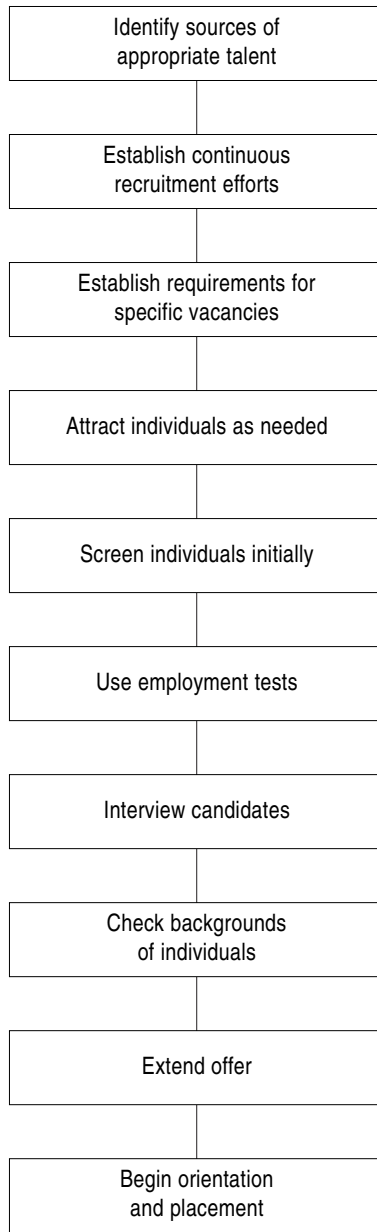 Identify sources of
appropriate talent
Establish continuous
recruitment efforts
Establish requirements for
specific vacancies
Attract individuals as needed
Screen individuals initially
Use employment tests
Interview candidates
Check backgrounds
of individuals
Extend offer
Begin orientation
and placement